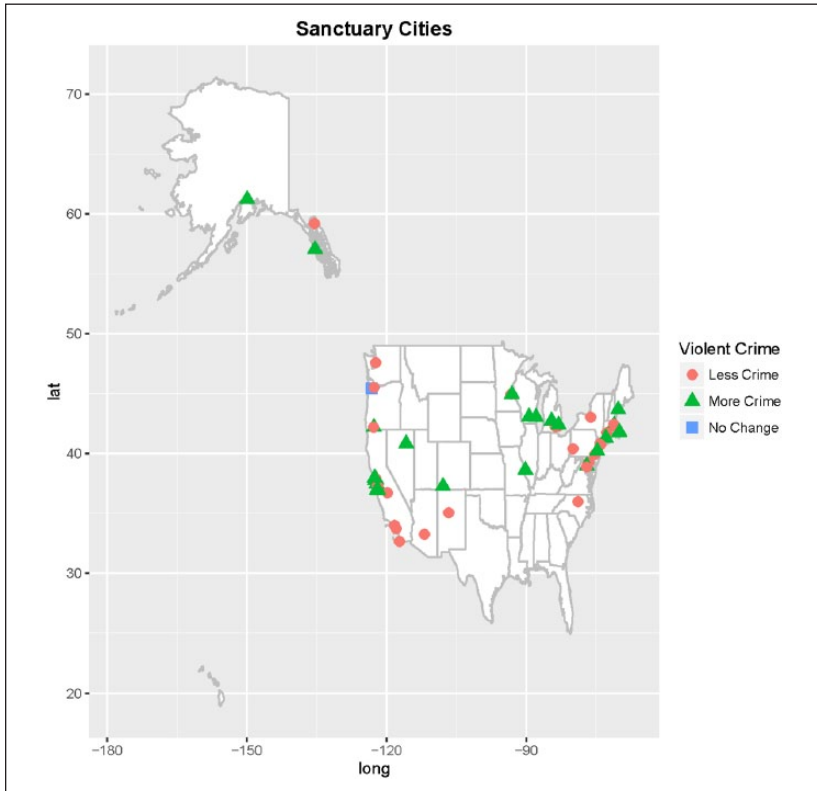 Sanctuary Cities
70
60
50
40
30
20
lat
−180
−150
−120
−90
long
Violent Crime
Less Crime
More Crime
No Change